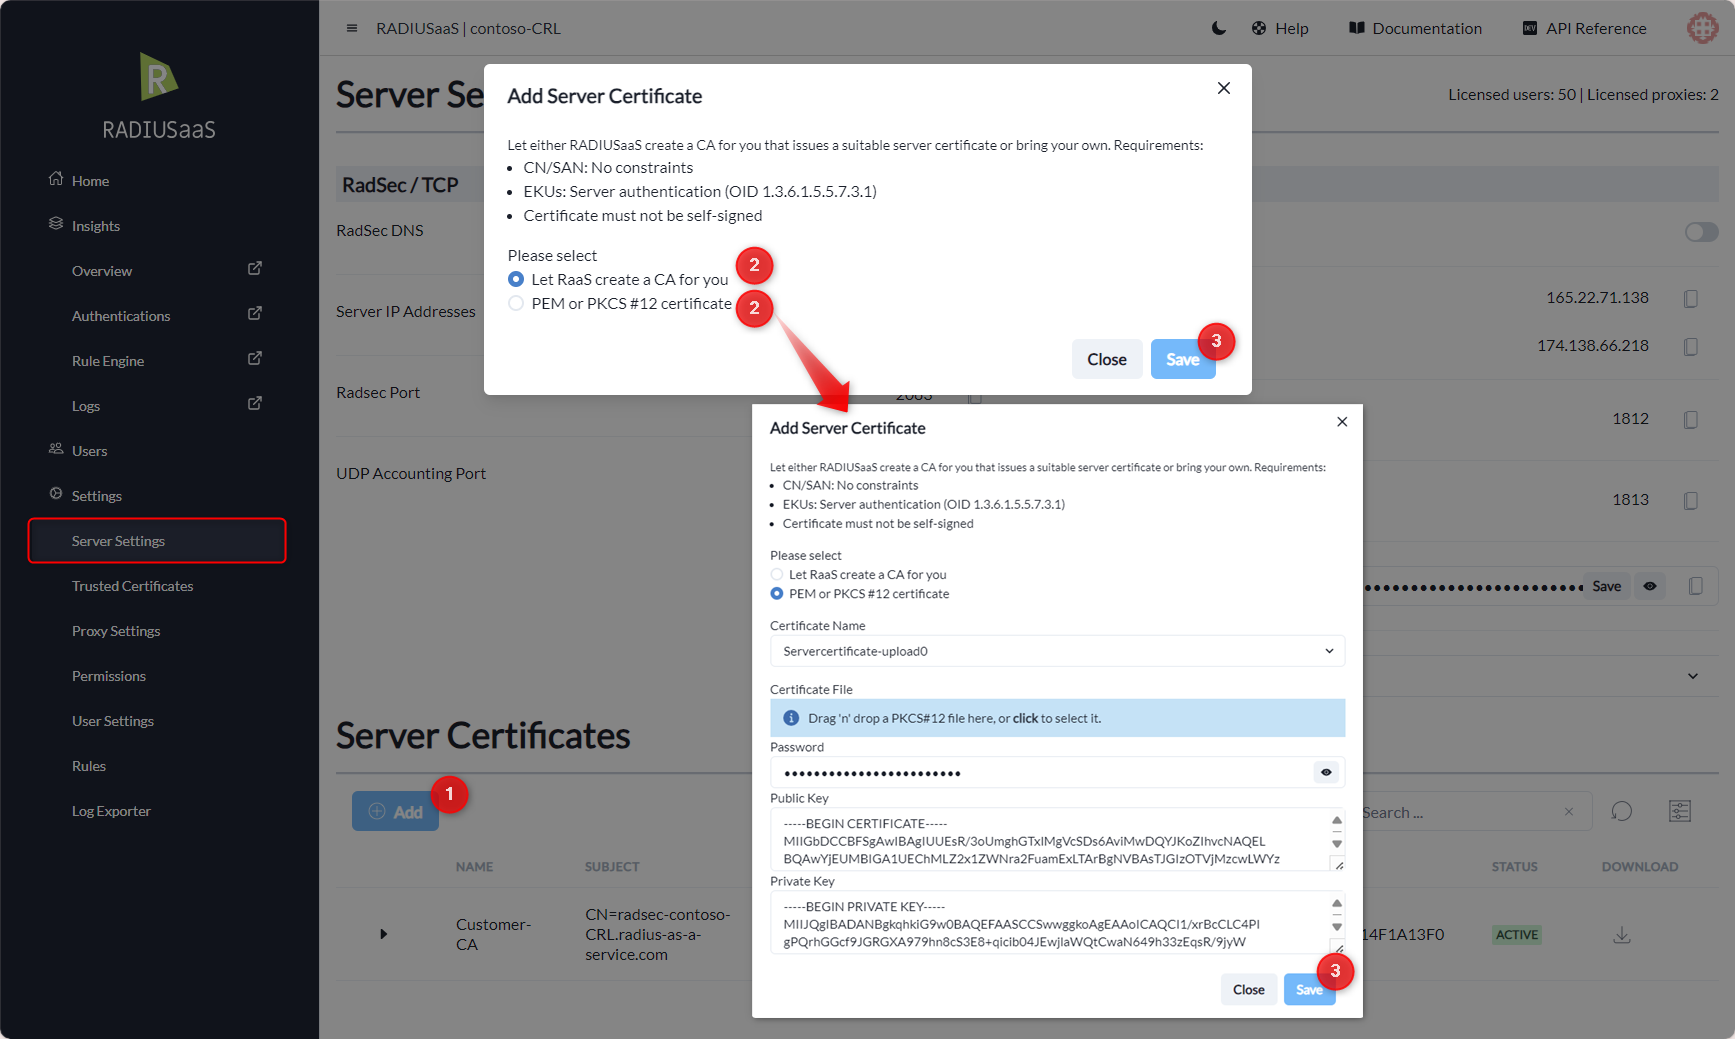 RADIUSaaS
Home
Insights
Overview
Authentications
Rule Engine
Logs
Users
Settings
Server Settings
Trusted Certificates
Proxy Settings
Permissions
User Settings
Rules
Log Exporter
RADIUSaaS | contoso-CRL
Help
Documentation
API Reference
Server Se
Licensed users: 50 | Licensed proxies: 2
RadSec / TCP
RadSec DNS
Server IP Addresses
165.22.71.138
174.138.66.218
Radsec Port
2083
1812
UDP Accounting Port
1813
Save
Add Server Certificate
Let either RADIUSaaS create a CA for you that issues a suitable server certificate or bring your own. Requirements:
• CN/SAN: No constraints
• EKUs: Server authentication (OID 1.3.6.1.5.5.7.3.1)
• Certificate must not be self-signed
Please select
Let RaaS create a CA for you
2
PEM or PKCS #12 certificate
2
Close
Save
3
Add Server Certificate
Let either RADIUSaaS create a CA for you that issues a suitable server certificate or bring your own. Requirements:
• CN/SAN: No constraints
• EKUs: Server authentication (OID 1.3.6.1.5.5.7.3.1)
• Certificate must not be self-signed
Please select
Let RaaS create a CA for you
PEM or PKCS #12 certificate
Certificate Name
Servercertificate-upload0
Certificate File
Drag 'n' drop a PKCS#12 file here, or click to select it.
Password
••••••••••••••••••••••••
Public Key
-----BEGIN CERTIFICATE-----
MIIGbDCCBFSgAwIBAgIUUEsR/3oUmghGTxlMgVcSDs6AviMwDQYJKoZIhvcNAQEL
BQAwYjEUMBIGA1UEChMLZ2x1ZWNra2FuamExLTArBgNVBAsTJGIzOTVjMzcwLWYz
Private Key
-----BEGIN PRIVATE KEY-----
MIIJQgIBADANBgkqhkiG9w0BAQEFAASCCSwwggkoAgEAAoICAQCI1/xrBcCLC4PI
gPQrhGGcf9JGRGXA979hn8cS3E8+qicib04JEwjIaWQtCwaN649h33zEqsR/9jyW
Close
Save
3
Server Certificates
Add
1
Search ...
NAME
SUBJECT
STATUS
DOWNLOAD
Customer-
CA
CN=radsec-contoso-
CRL.radius-as-a-
service.com
14F1A13F0
ACTIVE